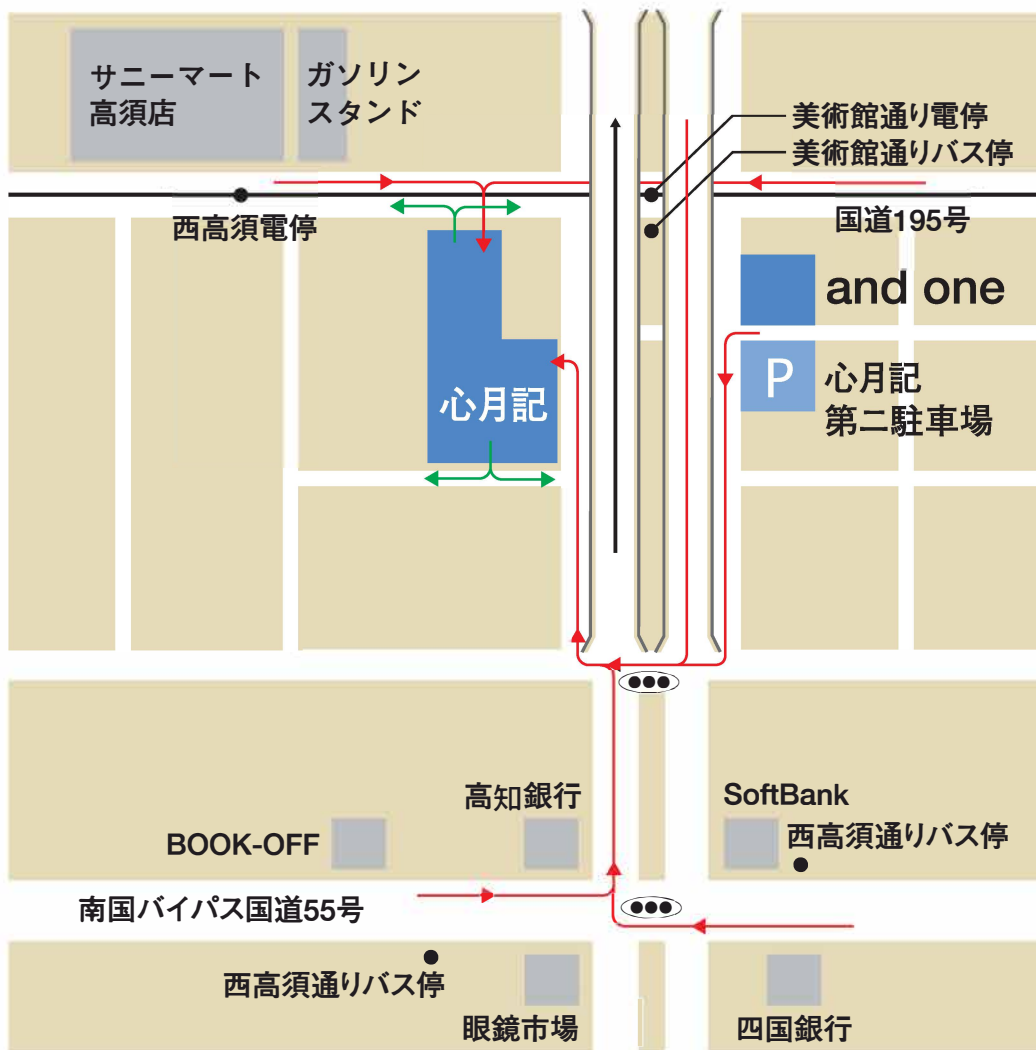 サニーマート
高須店
ガソリン
スタンド
美術館通り電停
美術館通りバス停
西高須電停
国道195号
and one
心月記
P
心月記
第二駐車場
高知銀行
SoftBank
BOOK-OFF
西高須通りバス停
南国バイパス国道55号
西高須通りバス停
眼鏡市場
四国銀行